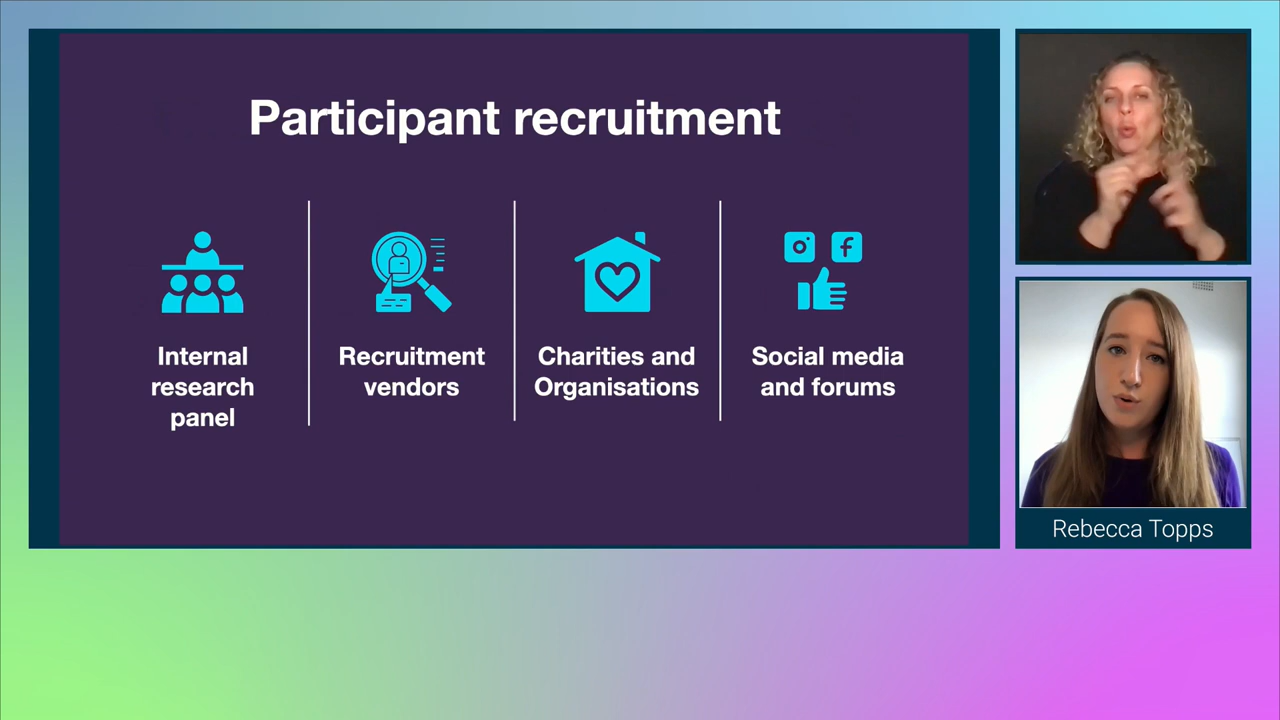 Participant recruitment
Internal
research
panel
Recruitment
vendors
Charities and
Organisations
Social media
and forums
Rebecca Topps